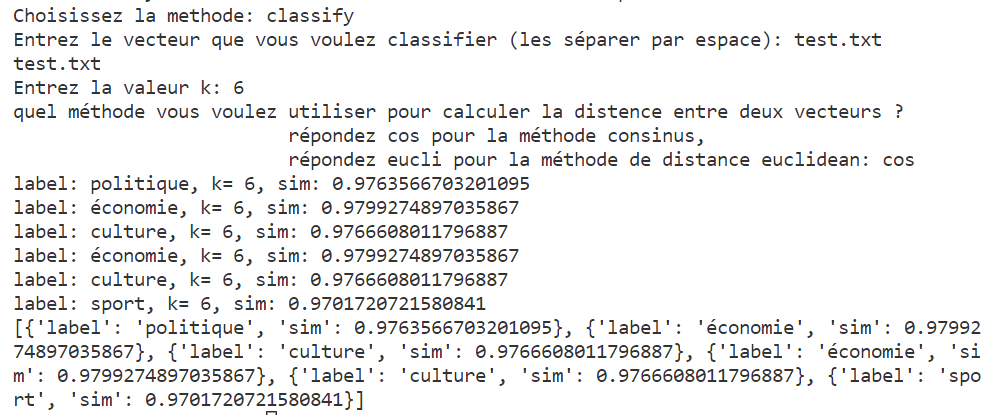 Choisissez la methode: classify
Entrez le vecteur que vous voulez classifier (les séparer par espace): test.txt
test.txt
Entrez la valeur k: 6
quel méthode vous voulez utiliser pour calculer la distence entre deux vecteurs ?
répondez cos pour la méthode consinus,
répondez eucli pour la méthode de distance euclidean: cos
label: politique, k= 6, sim: 0.9763566703201095
label: économie, k= 6, sim: 0.9799274897035867
label: culture, k= 6, sim: 0.9766608011796887
label: économie, k= 6, sim: 0.9799274897035867
label: culture, k= 6, sim: 0.9766608011796887
label: sport, k= 6, sim: 0.9701720721580841
[{'label': 'politique', 'sim': 0.9763566703201095}, {'label': 'économie', 'sim': 0.97992
74897035867}, {'label': 'culture', 'sim': 0.9766608011796887}, {'label': 'économie', 'si
m': 0.9799274897035867}, {'label': 'culture', 'sim': 0.9766608011796887}, {'label': 'spo
rt', 'sim': 0.9701720721580841}]